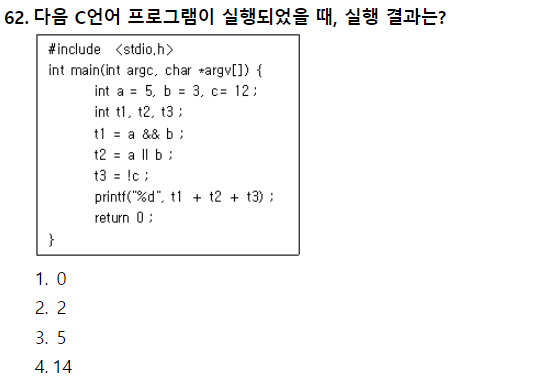 62. 다음 C언어 프로그램이 실행되었을 때, 실행 결과는?
#include <stdio.h>
int main(int argc, char *argv[]) {
int a = 5, b = 3, c= 12;
int t1, t2, t3;
t1 = a && b;
t2 = a || b;
t3 = !c;
printf("%d", t1 + t2 + t3);
return 0;
}
1. 0
2. 2
3. 5
4. 14